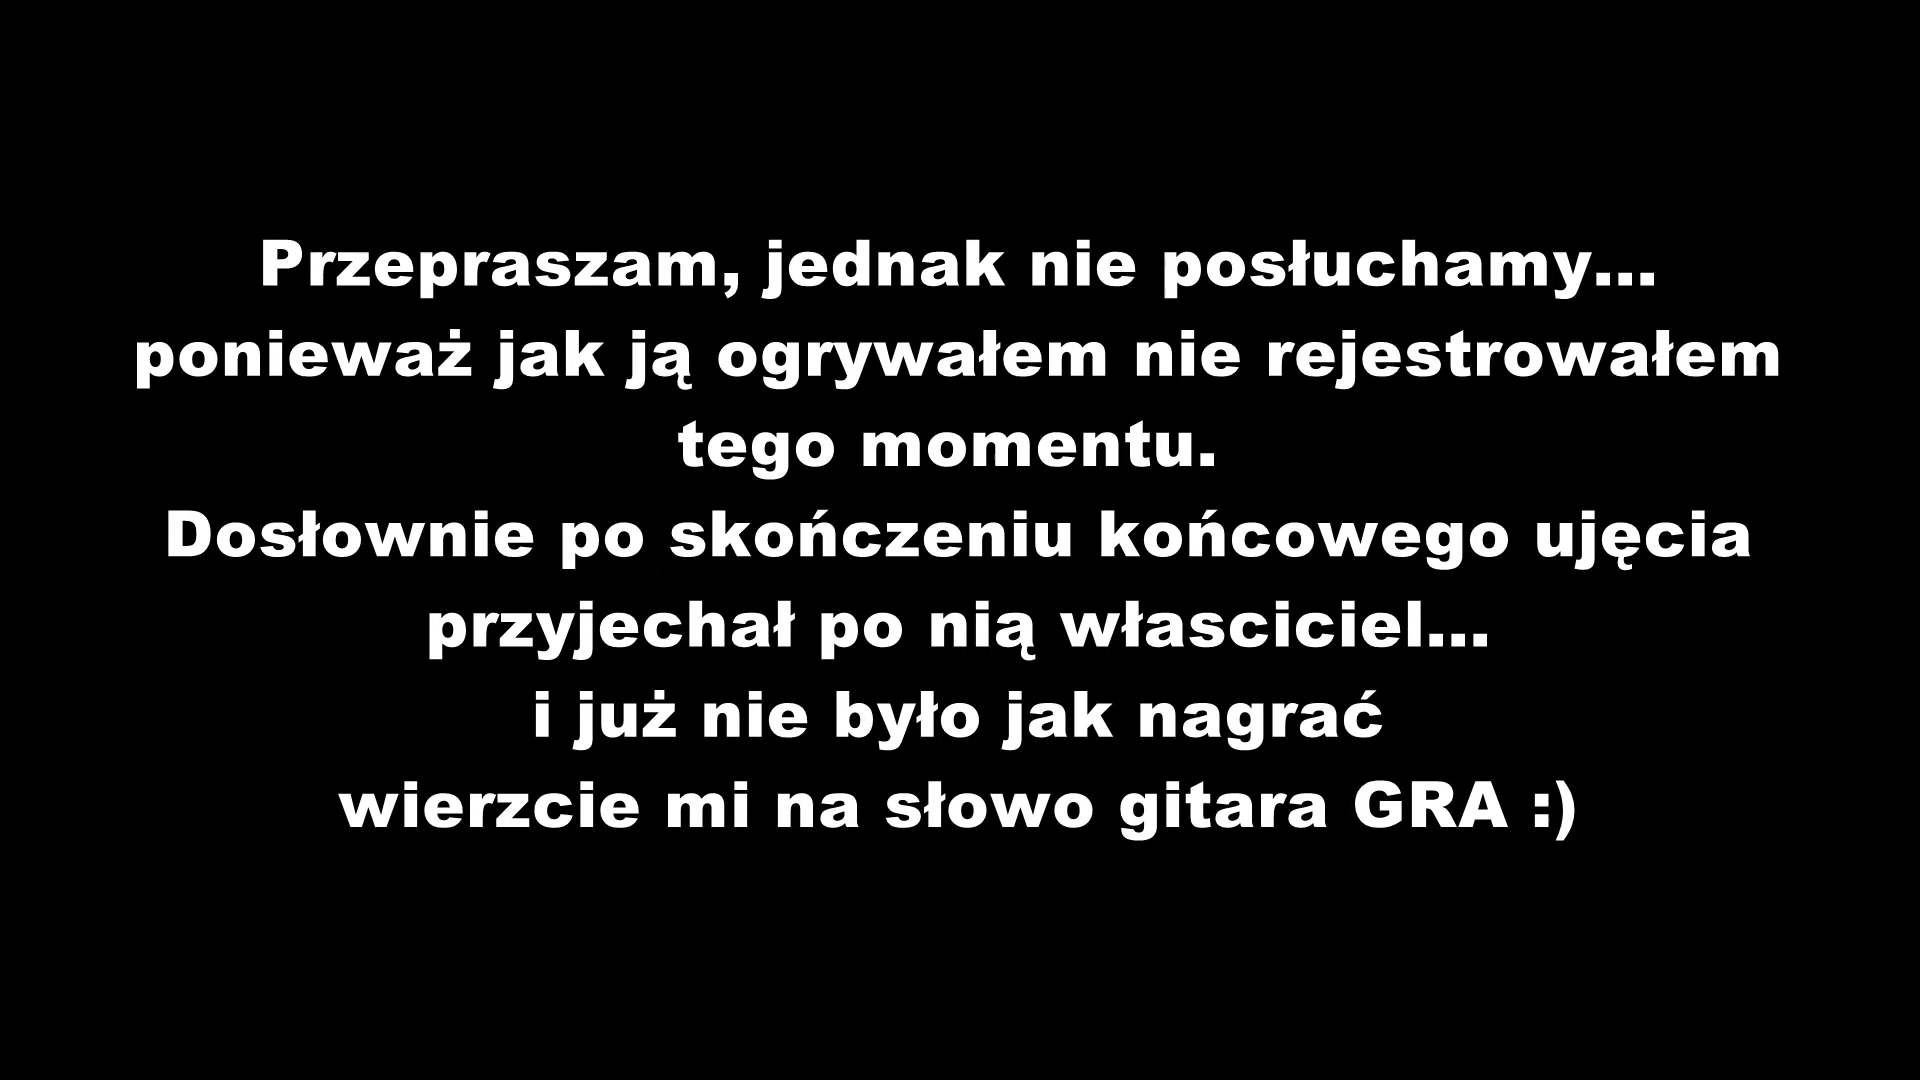 Przepraszam, jednak nie posłuchamy...
ponieważ jak ją ogrywałem nie rejestrowałem
tego momentu.
Dosłownie po skończeniu końcowego ujęcia
przyjechał po nią własciciel...
i już nie było jak nagrać
wierzcie mi na słowo gitara GRA :)